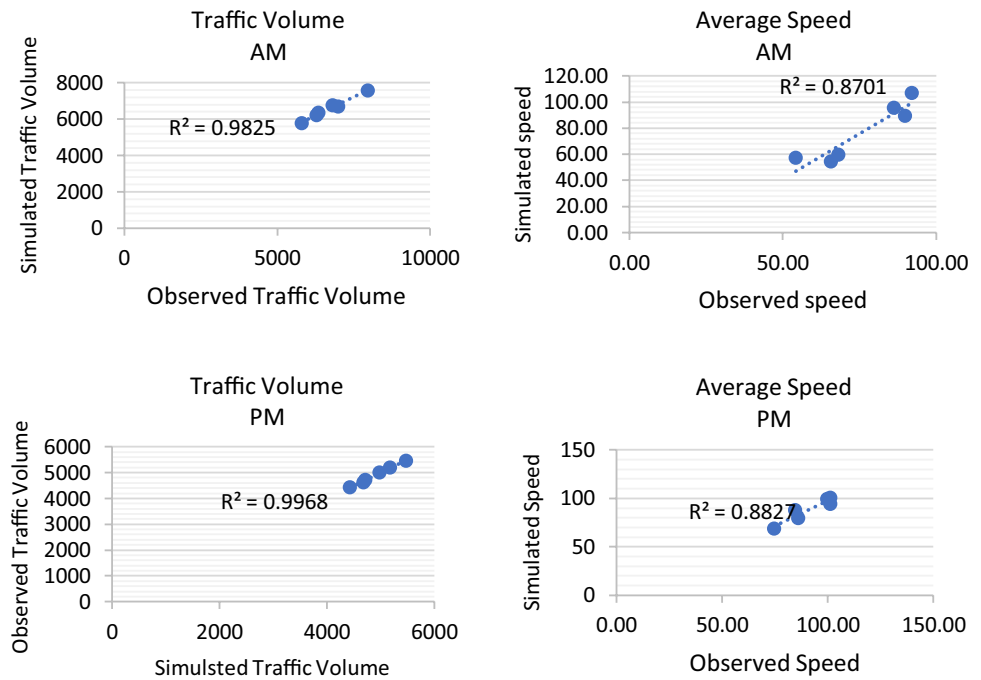 Traffic Volume
AM
Simulated Traffic Volume
8000
6000
4000
2000
0
R² = 0.9825
0
5000
10000
Observed Traffic Volume
Average Speed
AM
Simulated speed
120.00
100.00
80.00
60.00
40.00
20.00
0.00
R² = 0.8701
0.00
50.00
100.00
Observed speed
Traffic Volume
PM
Observed Traffic Volume
6000
5000
4000
3000
2000
1000
0
R² = 0.9968
0
2000
4000
6000
Simulsted Traffic Volume
Average Speed
PM
Simulated Speed
150
100
50
0
R² = 0.8827
0.00
50.00
100.00
150.00
Observed Speed